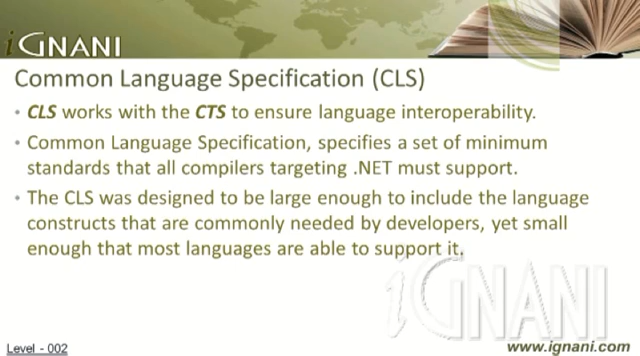 iGNANI
Common Language Specification (CLS)
• CLS works with the CTS to ensure language interoperability.
• Common Language Specification, specifies a set of minimum
standards that all compilers targeting .NET must support.
• The CLS was designed to be large enough to include the language
constructs that are commonly needed by developers, yet small
enough that most languages are able to support it.
iGNANI
Level - 002
www.ignani.com